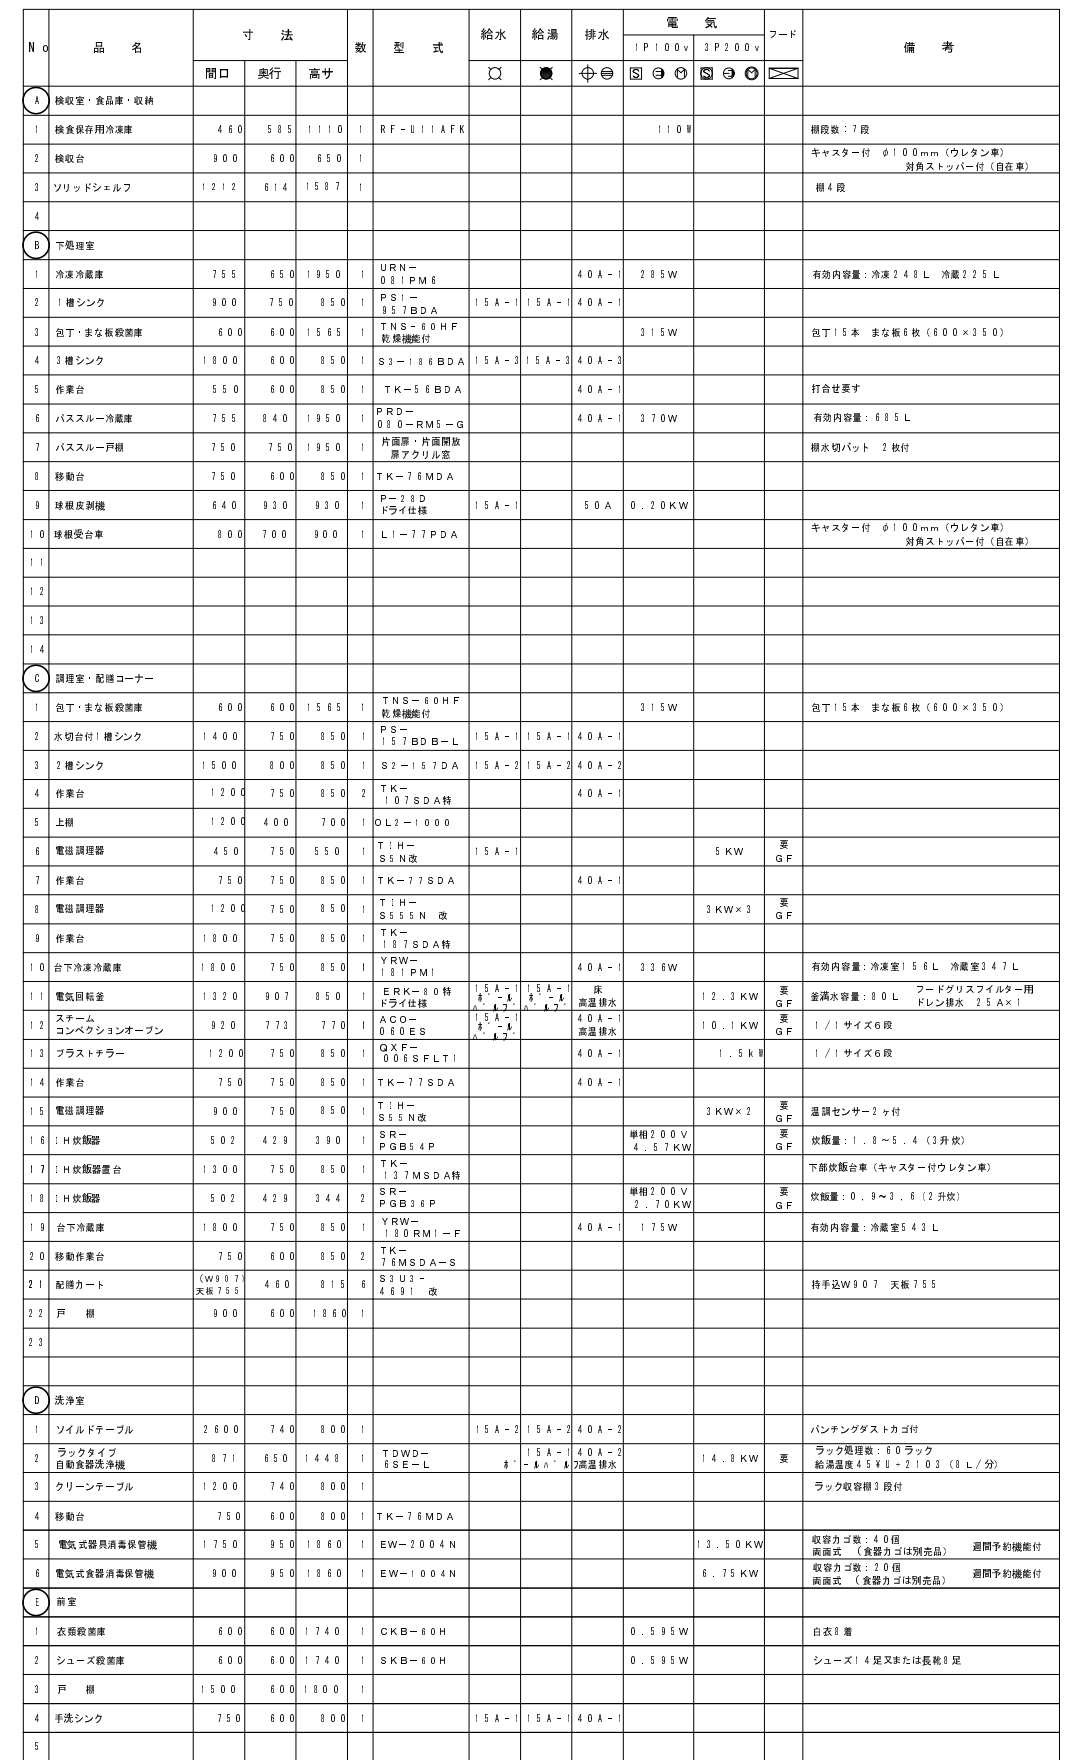 No 品名 寸法 数 型式 給水 給湯 排水 電気 フード 備考
1P100v 3P200v
間口 奥行 高サ S M S M
A 検収室・食品庫・収納
1 検食保存用冷凍庫 460 585 1110 1 RF-U11AFK 110W 棚段数:7段
2 検収台 900 600 650 1 キャスター付 φ100mm(ウレタン車)
対角ストッパー付(自在車)
3 ソリッドシェルフ 1212 614 1587 1 棚4段
4
B 下処理室
1 冷凍冷蔵庫 755 650 1950 1 URN-081PM6 40A-1 285W 有効内容量:冷凍248L 冷蔵225L
2 1槽シンク 900 750 850 1 PS1-957BDA 15A-1 15A-1 40A-1
3 包丁・まな板殺菌庫 600 600 1565 1 TNS-60HF 乾燥機能付 315W 包丁15本 まな板6枚(600×350)
4 3槽シンク 1800 600 850 1 S3-186BDA 15A-3 15A-3 40A-3
5 作業台 550 600 850 1 TK-56BDA 40A-1 打合せ要す
6 パススルー冷蔵庫 755 840 1950 1 PRD-080-RM5-G 40A-1 370W 有効内容量:685L
7 パススルー戸棚 750 750 1950 1 片面扉・片面開放 扉アクリル窓 棚水切バット 2枚付
8 移動台 750 600 850 1 TK-76MDA
9 球根皮剥機 640 930 930 1 P-28D ドライ仕様 15A-1 50A 0.20KW
10 球根受台車 800 700 900 1 L1-77PDA キャスター付 φ100mm(ウレタン車)
対角ストッパー付(自在車)
11
12
13
14
C 調理室・配膳コーナー
1 包丁・まな板殺菌庫 600 600 1565 1 TNS-60HF 乾燥機能付 315W 包丁15本 まな板6枚(600×350)
2 水切台付1槽シンク 1400 750 850 1 PS-157BDB-L 15A-1 15A-1 40A-1
3 2槽シンク 1500 800 850 1 S2-157DA 15A-2 15A-2 40A-2
4 作業台 1200 750 850 2 TK-107SDA特 40A-1
5 上棚 1200 400 700 1 OL2-1000
6 電磁調理器 450 750 550 1 TIH-S5N改 15A-1 5KW 要GF
7 作業台 750 750 850 1 TK-77SDA 40A-1
8 電磁調理器 1200 750 850 1 TIH-S555N 改 3KW×3 要GF
9 作業台 1800 750 850 1 TK-187SDA特
10 台下冷凍冷蔵庫 1800 750 850 1 YRW-181PM1 40A-1 336W 有効内容量:冷凍室156L 冷蔵室347L
11 電気回転釜 1320 907 850 1 ERK-80特 ドライ仕様 15A-1 ボールバルブ 15A-1 ボールバルブ 床高温排水 12.3KW 要GF 釜満水容量:80L フードグリスフィルター用
ドレン排水 25A×1
12 スチームコンベクションオーブン 920 773 770 1 ACO-060ES 15A-1 ボールバルブ 40A-1 高温排水 10.1KW 要GF 1/1サイズ6段
13 ブラストチラー 1200 750 850 1 QXF-006SFLT1 40A-1 1.5kW 1/1サイズ6段
14 作業台 750 750 850 1 TK-77SDA 40A-1
15 電磁調理器 900 750 850 1 TIH-S55N改 3KW×2 要GF 温調センサー2ヶ付
16 IH炊飯器 502 429 390 1 SR-PGB54P 単相200V 4.57KW 要GF 炊飯量:1.8~5.4(3升炊)
17 IH炊飯器置台 1300 750 850 1 TK-137MSDA特 下部炊飯台車(キャスター付ウレタン車)
18 IH炊飯器 502 429 344 2 SR-PGB36P 単相200V 2.70KW 要GF 炊飯量:0.9~3.6(2升炊)
19 台下冷蔵庫 1800 750 850 1 YRW-180RM1-F 40A-1 175W 有効内容量:冷蔵室543L
20 移動作業台 750 600 850 2 TK-76MSDA-S
21 配膳カート (W907) 天板755 460 815 6 S3U3-4691 改 持手込W907 天板755
22 戸棚 900 600 1860 1
23
D 洗浄室
1 ソイルドテーブル 2600 740 800 1 15A-2 15A-2 40A-2 パンチングダストカゴ付
2 ラックタイプ自動食器洗浄機 871 650 1448 1 TDWD-6SE-L 15A-1 ボールバルブ 40A-2 高温排水 14.8KW 要 ラック処理数:60ラック
給湯温度45¥U+2103(8L/分)
3 クリーンテーブル 1200 740 800 1 ラック収容棚3段付
4 移動台 750 600 800 1 TK-76MDA
5 電気式器具消毒保管機 1750 950 1860 1 EW-2004N 13.50KW 収容カゴ数:40個
両面式 (食器カゴは別売品) 週間予約機能付
6 電気式食器消毒保管機 900 950 1860 1 EW-1004N 6.75KW 収容カゴ数:20個
両面式 (食器カゴは別売品) 週間予約機能付
E 前室
1 衣類殺菌庫 600 600 1740 1 CKB-60H 0.595W 白衣8着
2 シューズ殺菌庫 600 600 1740 1 SKB-60H 0.595W シューズ14足又または長靴8足
3 戸棚 1500 600 1800 1
4 手洗シンク 750 600 800 1 15A-1 15A-1 40A-1
5